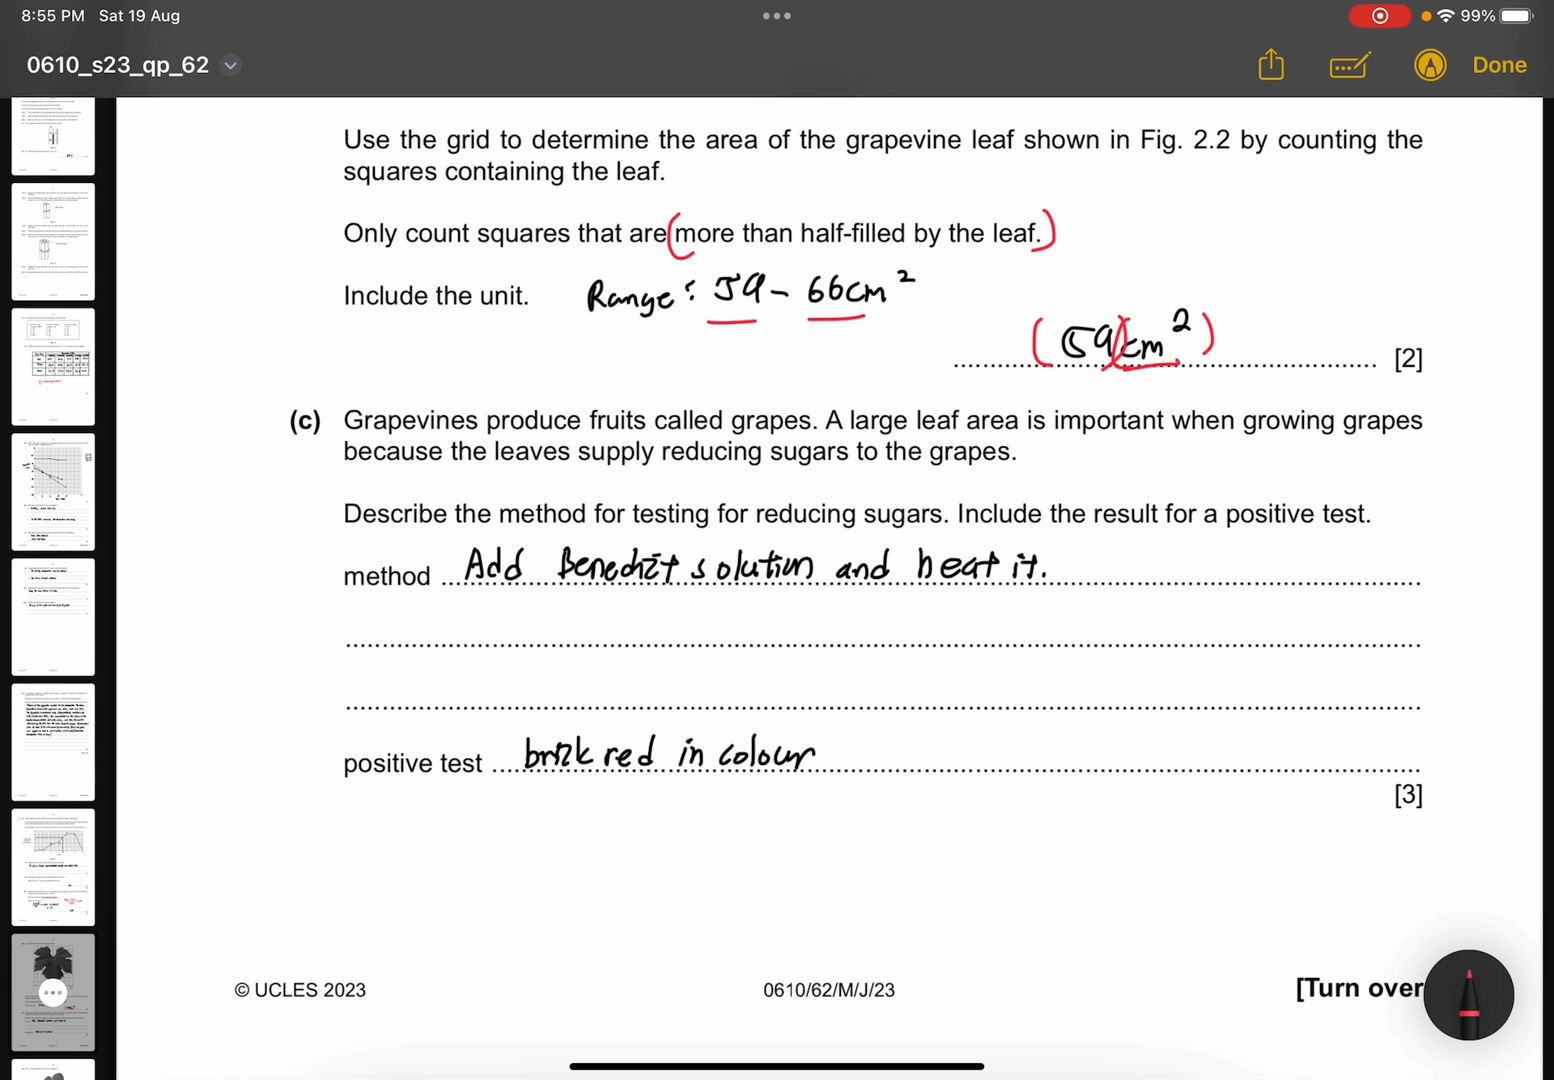 8:55 PM Sat 19 Aug
99%
0610_s23_qp_62
Done
Use the grid to determine the area of the grapevine leaf shown in Fig. 2.2 by counting the
squares containing the leaf.
Only count squares that are (more than half-filled by the leaf.)
Include the unit. Range: 59 - 66cm²
(59(cm²) [2]
(c) Grapevines produce fruits called grapes. A large leaf area is important when growing grapes
because the leaves supply reducing sugars to the grapes.
Describe the method for testing for reducing sugars. Include the result for a positive test.
method Add Benedict solution and heat it.
positive test brick red in colour
[3]
© UCLES 2023 0610/62/M/J/23 [Turn over